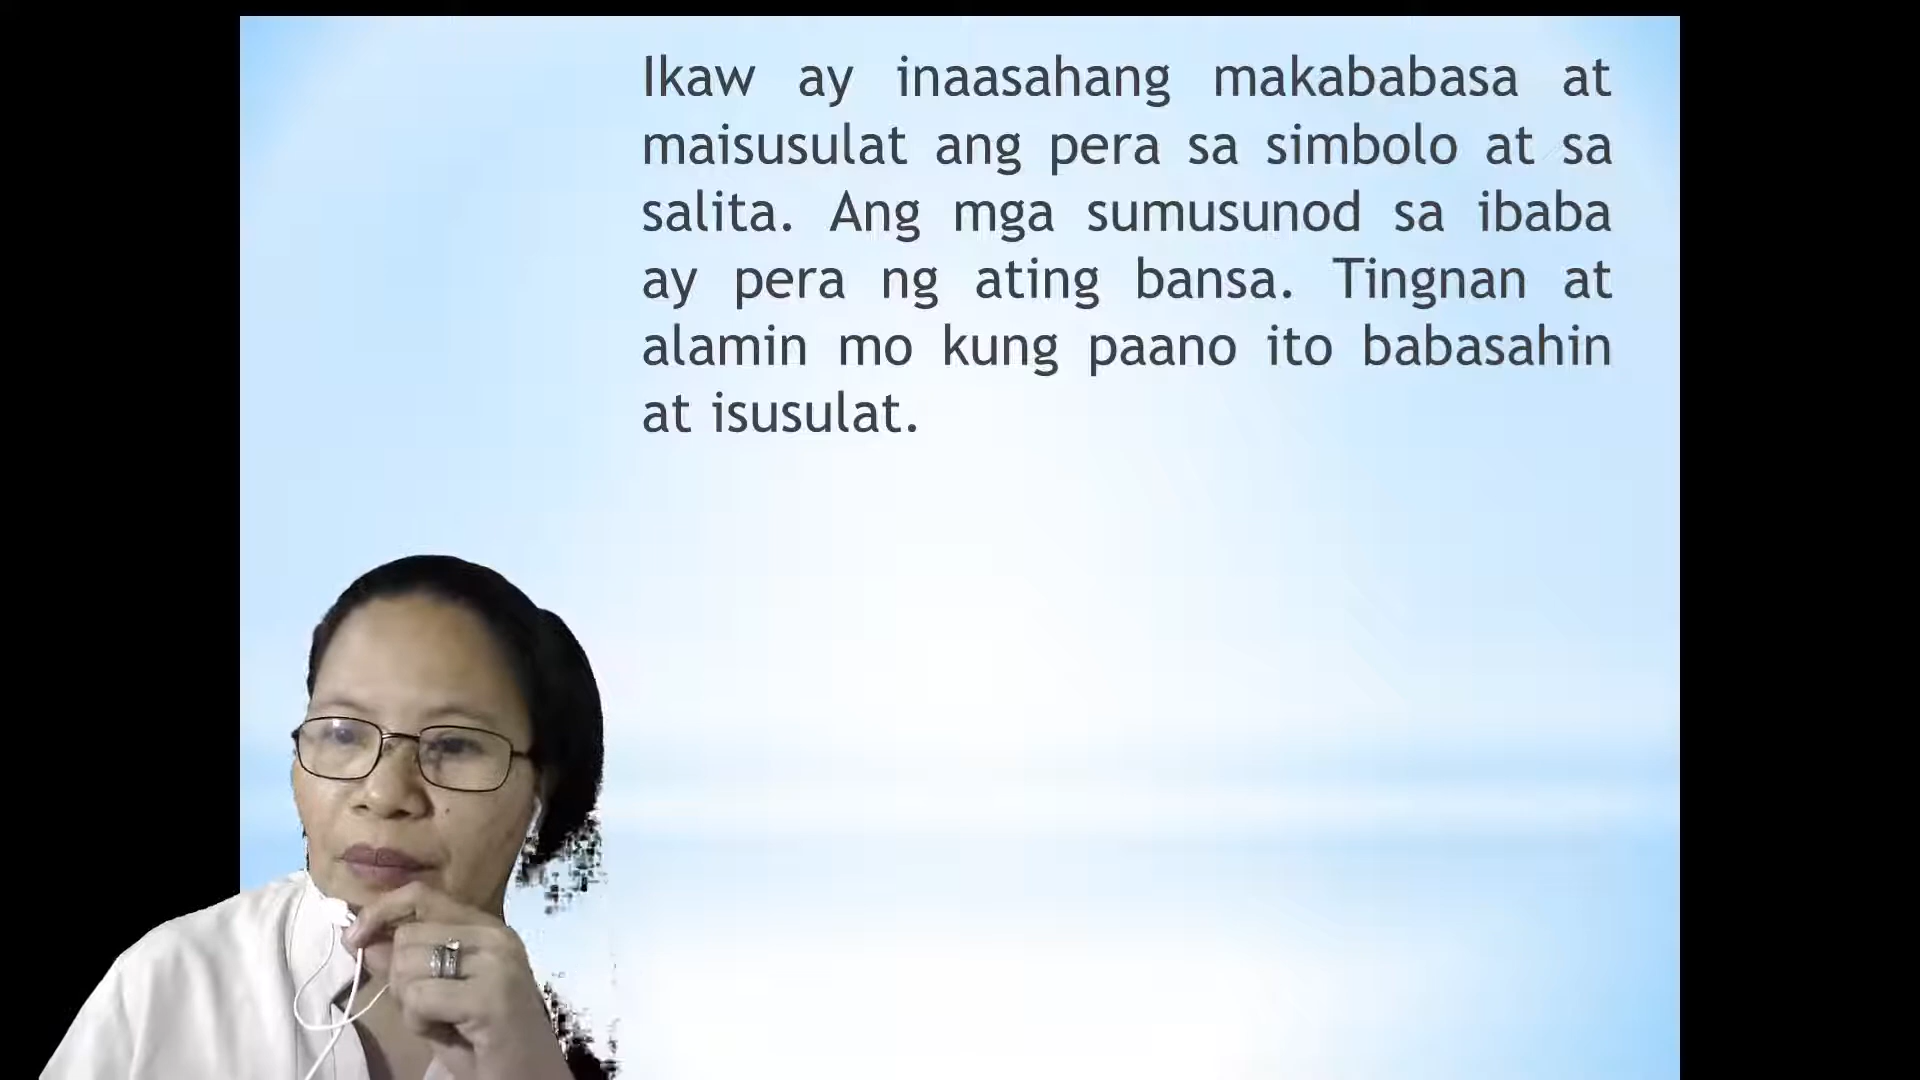 Ikaw ay inaasahang makababasa at
maisusulat ang pera sa simbolo at sa
salita. Ang mga sumusunod sa ibaba
ay pera ng ating bansa. Tingnan at
alamin mo kung paano ito babasahin
at isusulat.